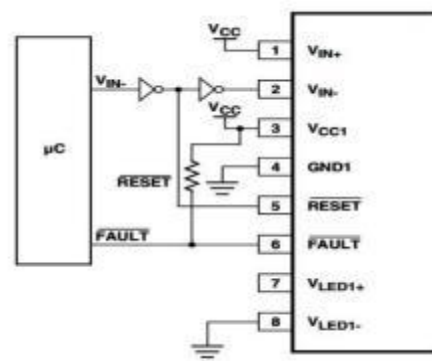 VCC
1 VIN+
µC
VIN-
2 VIN-
VCC
3 VCC1
4 GND1
RESET
5 RESET
FAULT
6 FAULT
7 VLED1+
8 VLED1-